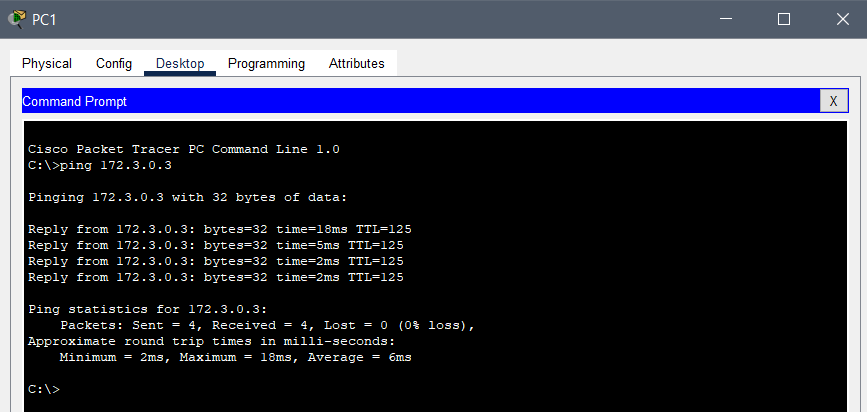 PC1
Physical Config Desktop Programming Attributes
Command Prompt X
Cisco Packet Tracer PC Command Line 1.0
C:\>ping 172.3.0.3
Pinging 172.3.0.3 with 32 bytes of data:
Reply from 172.3.0.3: bytes=32 time=18ms TTL=125
Reply from 172.3.0.3: bytes=32 time=5ms TTL=125
Reply from 172.3.0.3: bytes=32 time=2ms TTL=125
Reply from 172.3.0.3: bytes=32 time=2ms TTL=125
Ping statistics for 172.3.0.3:
    Packets: Sent = 4, Received = 4, Lost = 0 (0% loss),
Approximate round trip times in milli-seconds:
    Minimum = 2ms, Maximum = 18ms, Average = 6ms
C:\>